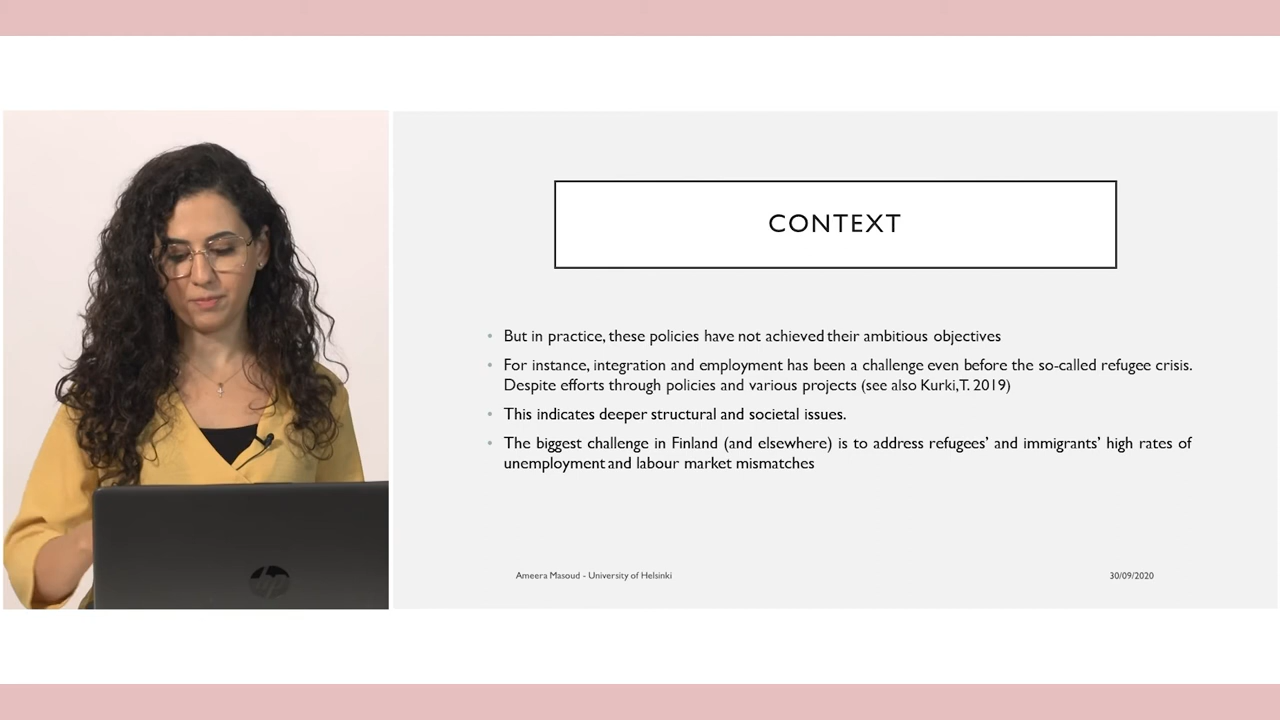 CONTEXT
But in practice, these policies have not achieved their ambitious objectives
For instance, integration and employment has been a challenge even before the so-called refugee crisis.
Despite efforts through policies and various projects (see also Kurki, T. 2019)
This indicates deeper structural and societal issues.
The biggest challenge in Finland (and elsewhere) is to address refugees’ and immigrants’ high rates of
unemployment and labour market mismatches
Ameera Masoud - University of Helsinki
30/09/2020
hp